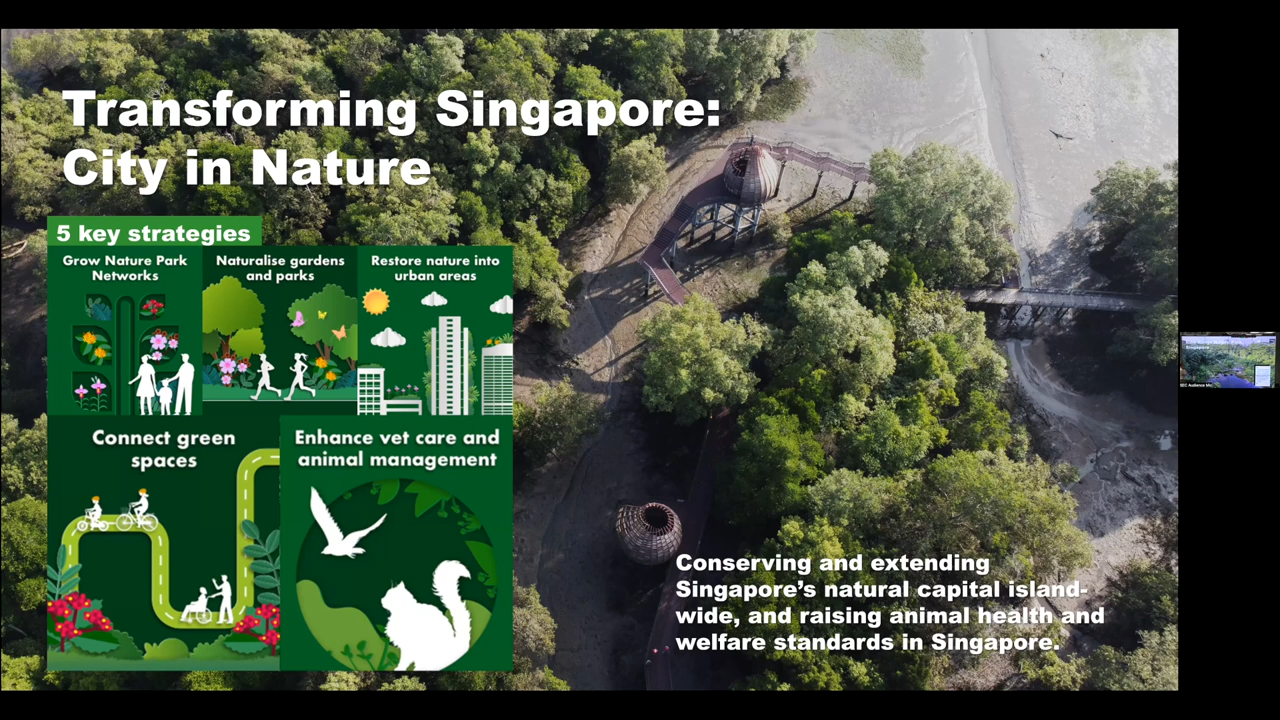 Transforming Singapore:
City in Nature
5 key strategies
Grow Nature Park
Networks
Naturalise gardens
and parks
Restore nature into
urban areas
Connect green
spaces
Enhance vet care and
animal management
Conserving and extending
Singapore’s natural capital island-
wide, and raising animal health and
welfare standards in Singapore.